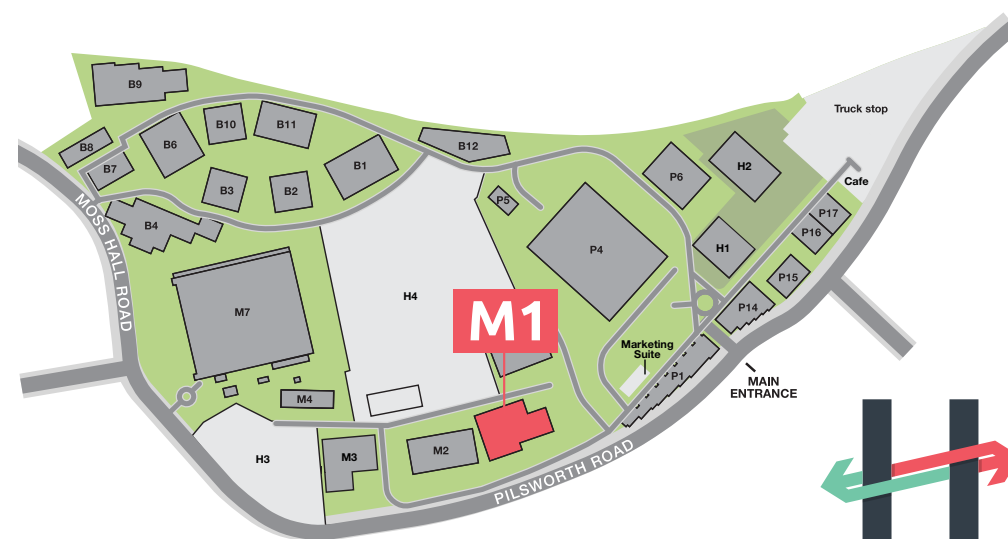 B9
Truck stop
B10
B11
B8
B6
B12
B7
B1
H2
P6
Cafe
B3
B2
P5
P17
B4
P16
MOSS HALL ROAD
P4
H1
P15
M7
H4
P14
M1
Marketing
Suite
P1
MAIN
ENTRANCE
M4
M2
M3
H3
PILSWORTH ROAD